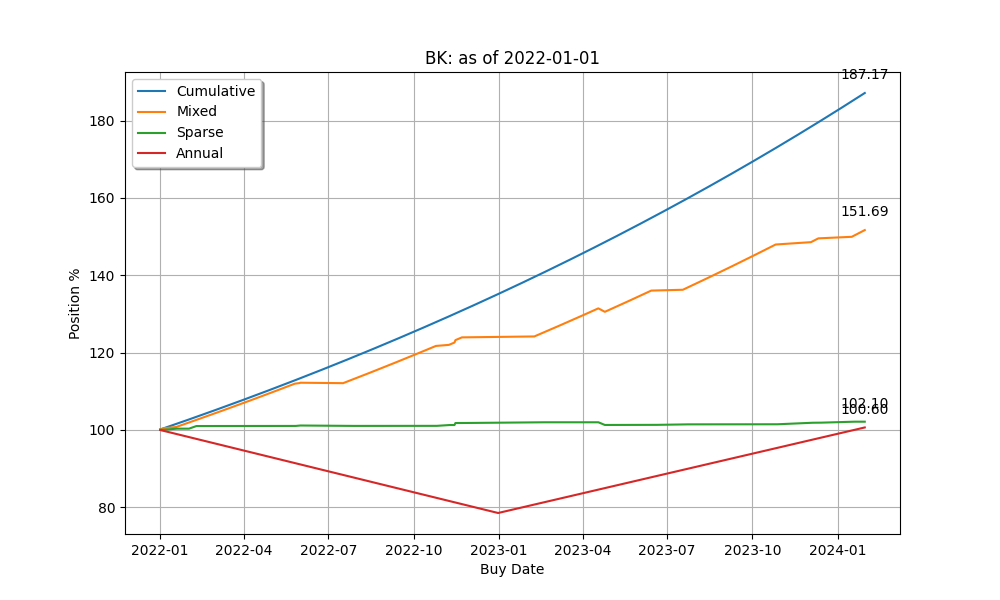 BK: as of 2022-01-01
187.17
Cumulative
Mixed
Sparse
Annual
151.69
102.10
100.60
Position %
180
160
140
120
100
80
2022-01
2022-04
2022-07
2022-10
2023-01
2023-04
2023-07
2023-10
2024-01
Buy Date